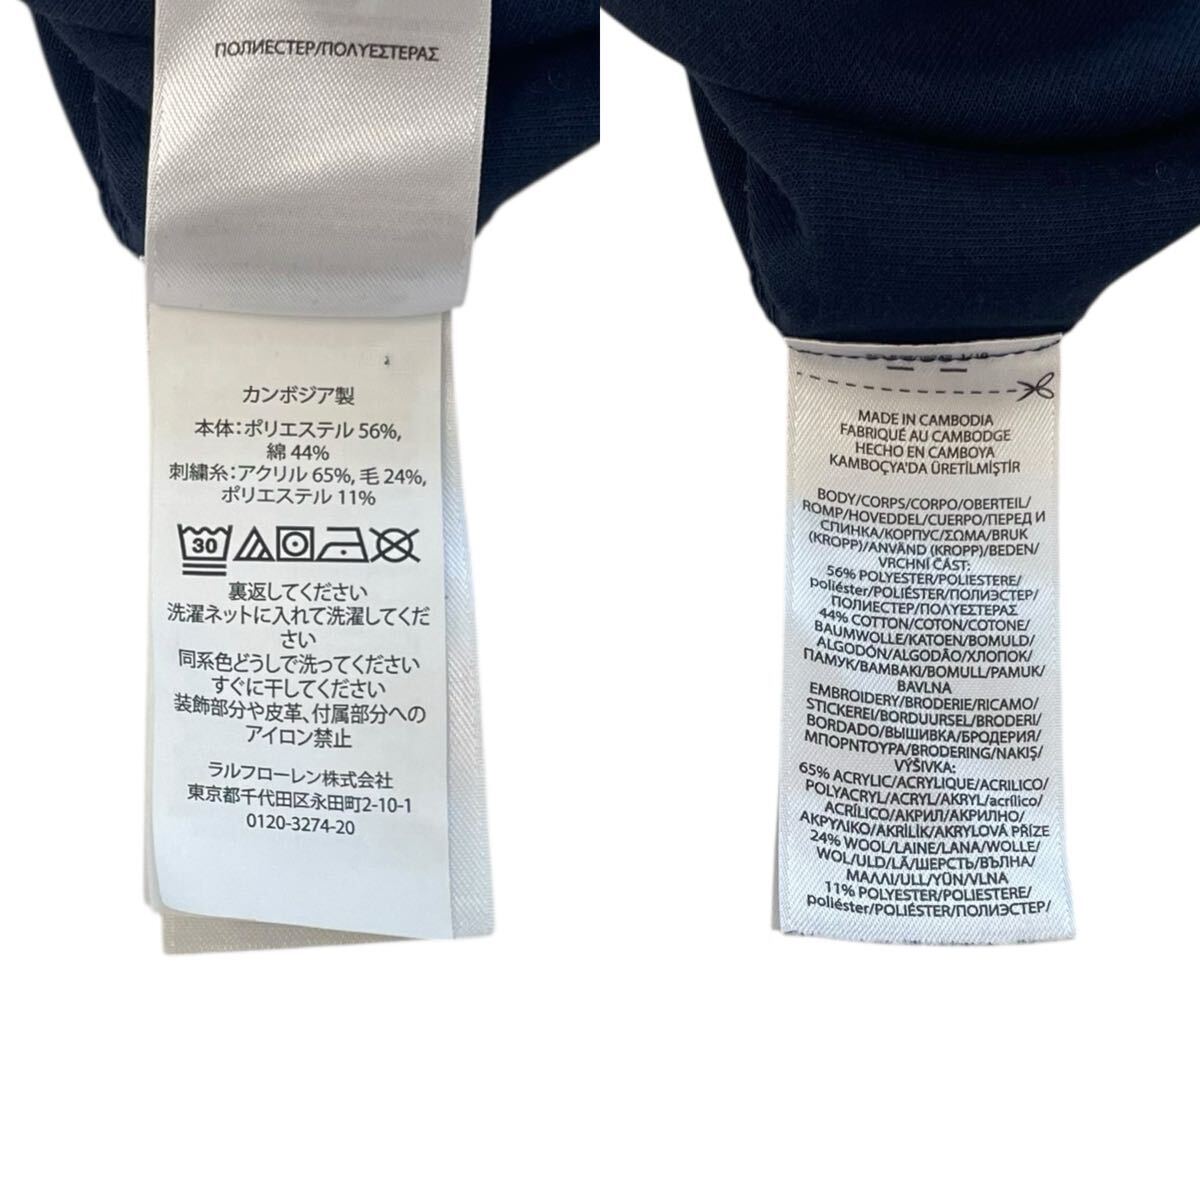 ПОЛИЕСТЕР/ΠΟΛΥΕΣΤΕΡΑΣ
カンボジア製
本体：ポリエステル 56%,
綿 44%
刺繍糸：アクリル 65%, 毛 24%,
ポリエステル 11%
30
裏返してください
洗濯ネットに入れて洗濯してくだ
さい
同系色どうしで洗ってください
すぐに干してください
装飾部分や皮革、付属部分への
アイロン禁止
ラルフローレン株式会社
東京都千代田区永田町2-10-1
0120-3274-20
MADE IN CAMBODIA
FABRIQUÉ AU CAMBODGE
HECHO EN CAMBOYA
KAMBOÇYA'DA ÜRETİLMİŞTİR
BODY/CORPS/CORPO/OBERTEIL/
ROMP/HOVEDDEL/CUERPO/ПЕРЕД И
СПИНКА/КОРПУС/ΣΩΜΑ/BRUK
(KROPP)/ANVÄND (KROPP)/BEDEN/
VRCHNÍ ČÁST:
56% POLYESTER/POLIESTERE/
poliéster/POLIÉSTER/ПОЛИЭСТЕР/
ПОЛИЕСТЕР/ΠΟΛΥΕΣΤΕΡΑΣ
44% COTTON/COTON/COTONE/
BAUMWOLLE/KATOEN/BOMULD/
ALGODÓN/ALGODÃO/ХЛОПОК/
ПАМУК/ΒΑΜΒΑΚΙ/BOMULL/PAMUK/
BAVLNA
EMBROIDERY/BRODERIE/RICAMO/
STICKEREI/BORDUURSEL/BRODERI/
BORDADO/ВЫШИВКА/БРОДЕРИЯ/
ΜΠΟΡΝΤΟΥΡΑ/BRODERING/NAKIŞ/
VÝŠIVKA:
65% ACRYLIC/ACRYLIQUE/ACRILICO/
POLYACRYL/ACRYL/AKRYL/acrílico/
ACRÍLICO/АКРИЛ/АКРИЛНО/
ΑΚΡΥΛΙΚΟ/AKRİLİK/AKRYLOVÁ PŘÍZE
24% WOOL/LAINE/LANA/WOLLE/
WOL/ULD/LÃ/ШЕРСТЬ/ВЪЛНА/
ΜΑΛΛΙ/ULL/YÜN/VLNA
11% POLYESTER/POLIESTERE/
poliéster/POLIÉSTER/ПОЛИЭСТЕР/